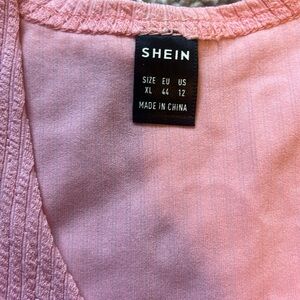 SHEIN
SIZE EU US
XL 44 12
MADE IN CHINA